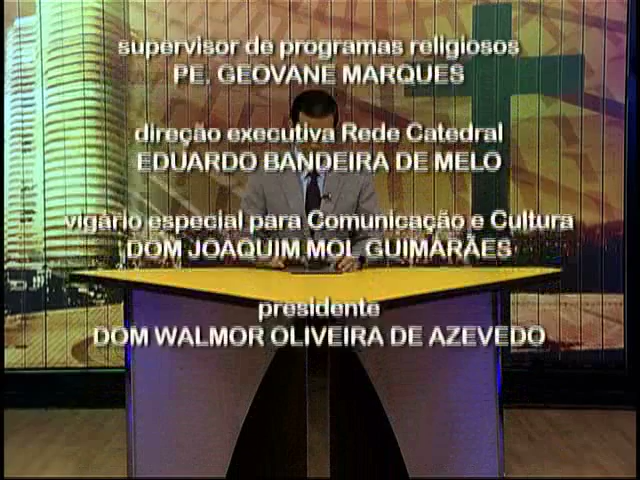 supervisor de programas religiosos
PE. GEOVANE MARQUES
direção executiva Rede Catedral
EDUARDO BANDEIRA DE MELO
vigário especial para Comunicação e Cultura
DOM JOAQUIM MOL GUIMARÃES
presidente
DOM WALMOR OLIVEIRA DE AZEVEDO